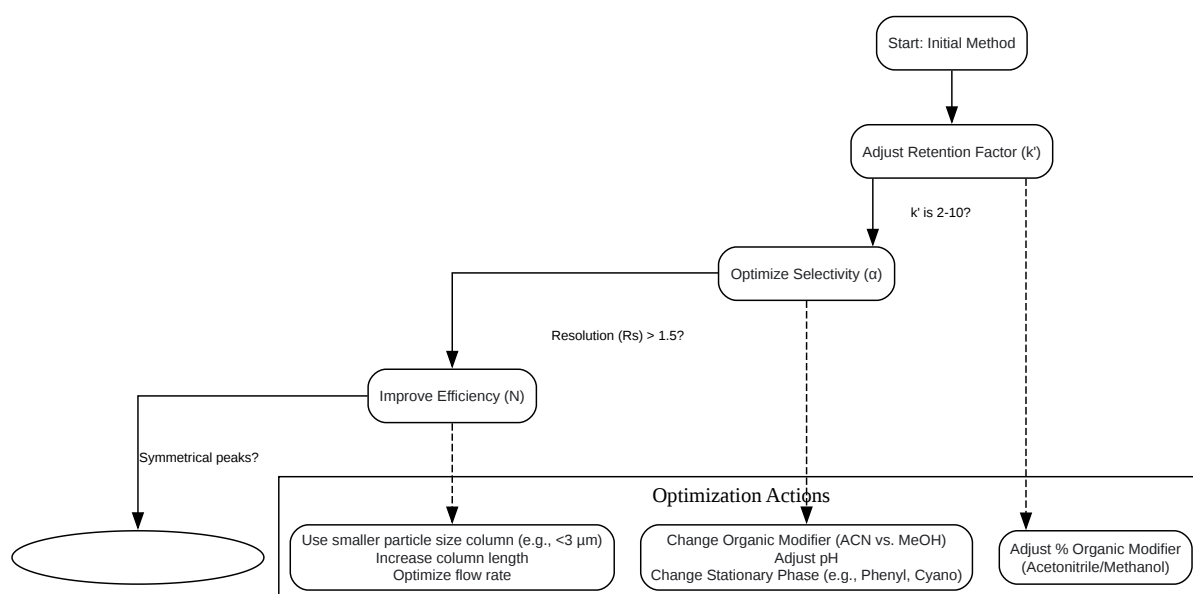 Start: Initial Method
Adjust Retention Factor (k')
k' is 2-10?
Optimize Selectivity (α)
Resolution (Rs) > 1.5?
Improve Efficiency (N)
Symmetrical peaks?
Optimization Actions
Use smaller particle size column (e.g., <3 µm)
Increase column length
Optimize flow rate
Change Organic Modifier (ACN vs. MeOH)
Adjust pH
Change Stationary Phase (e.g., Phenyl, Cyano)
Adjust % Organic Modifier
(Acetonitrile/Methanol)